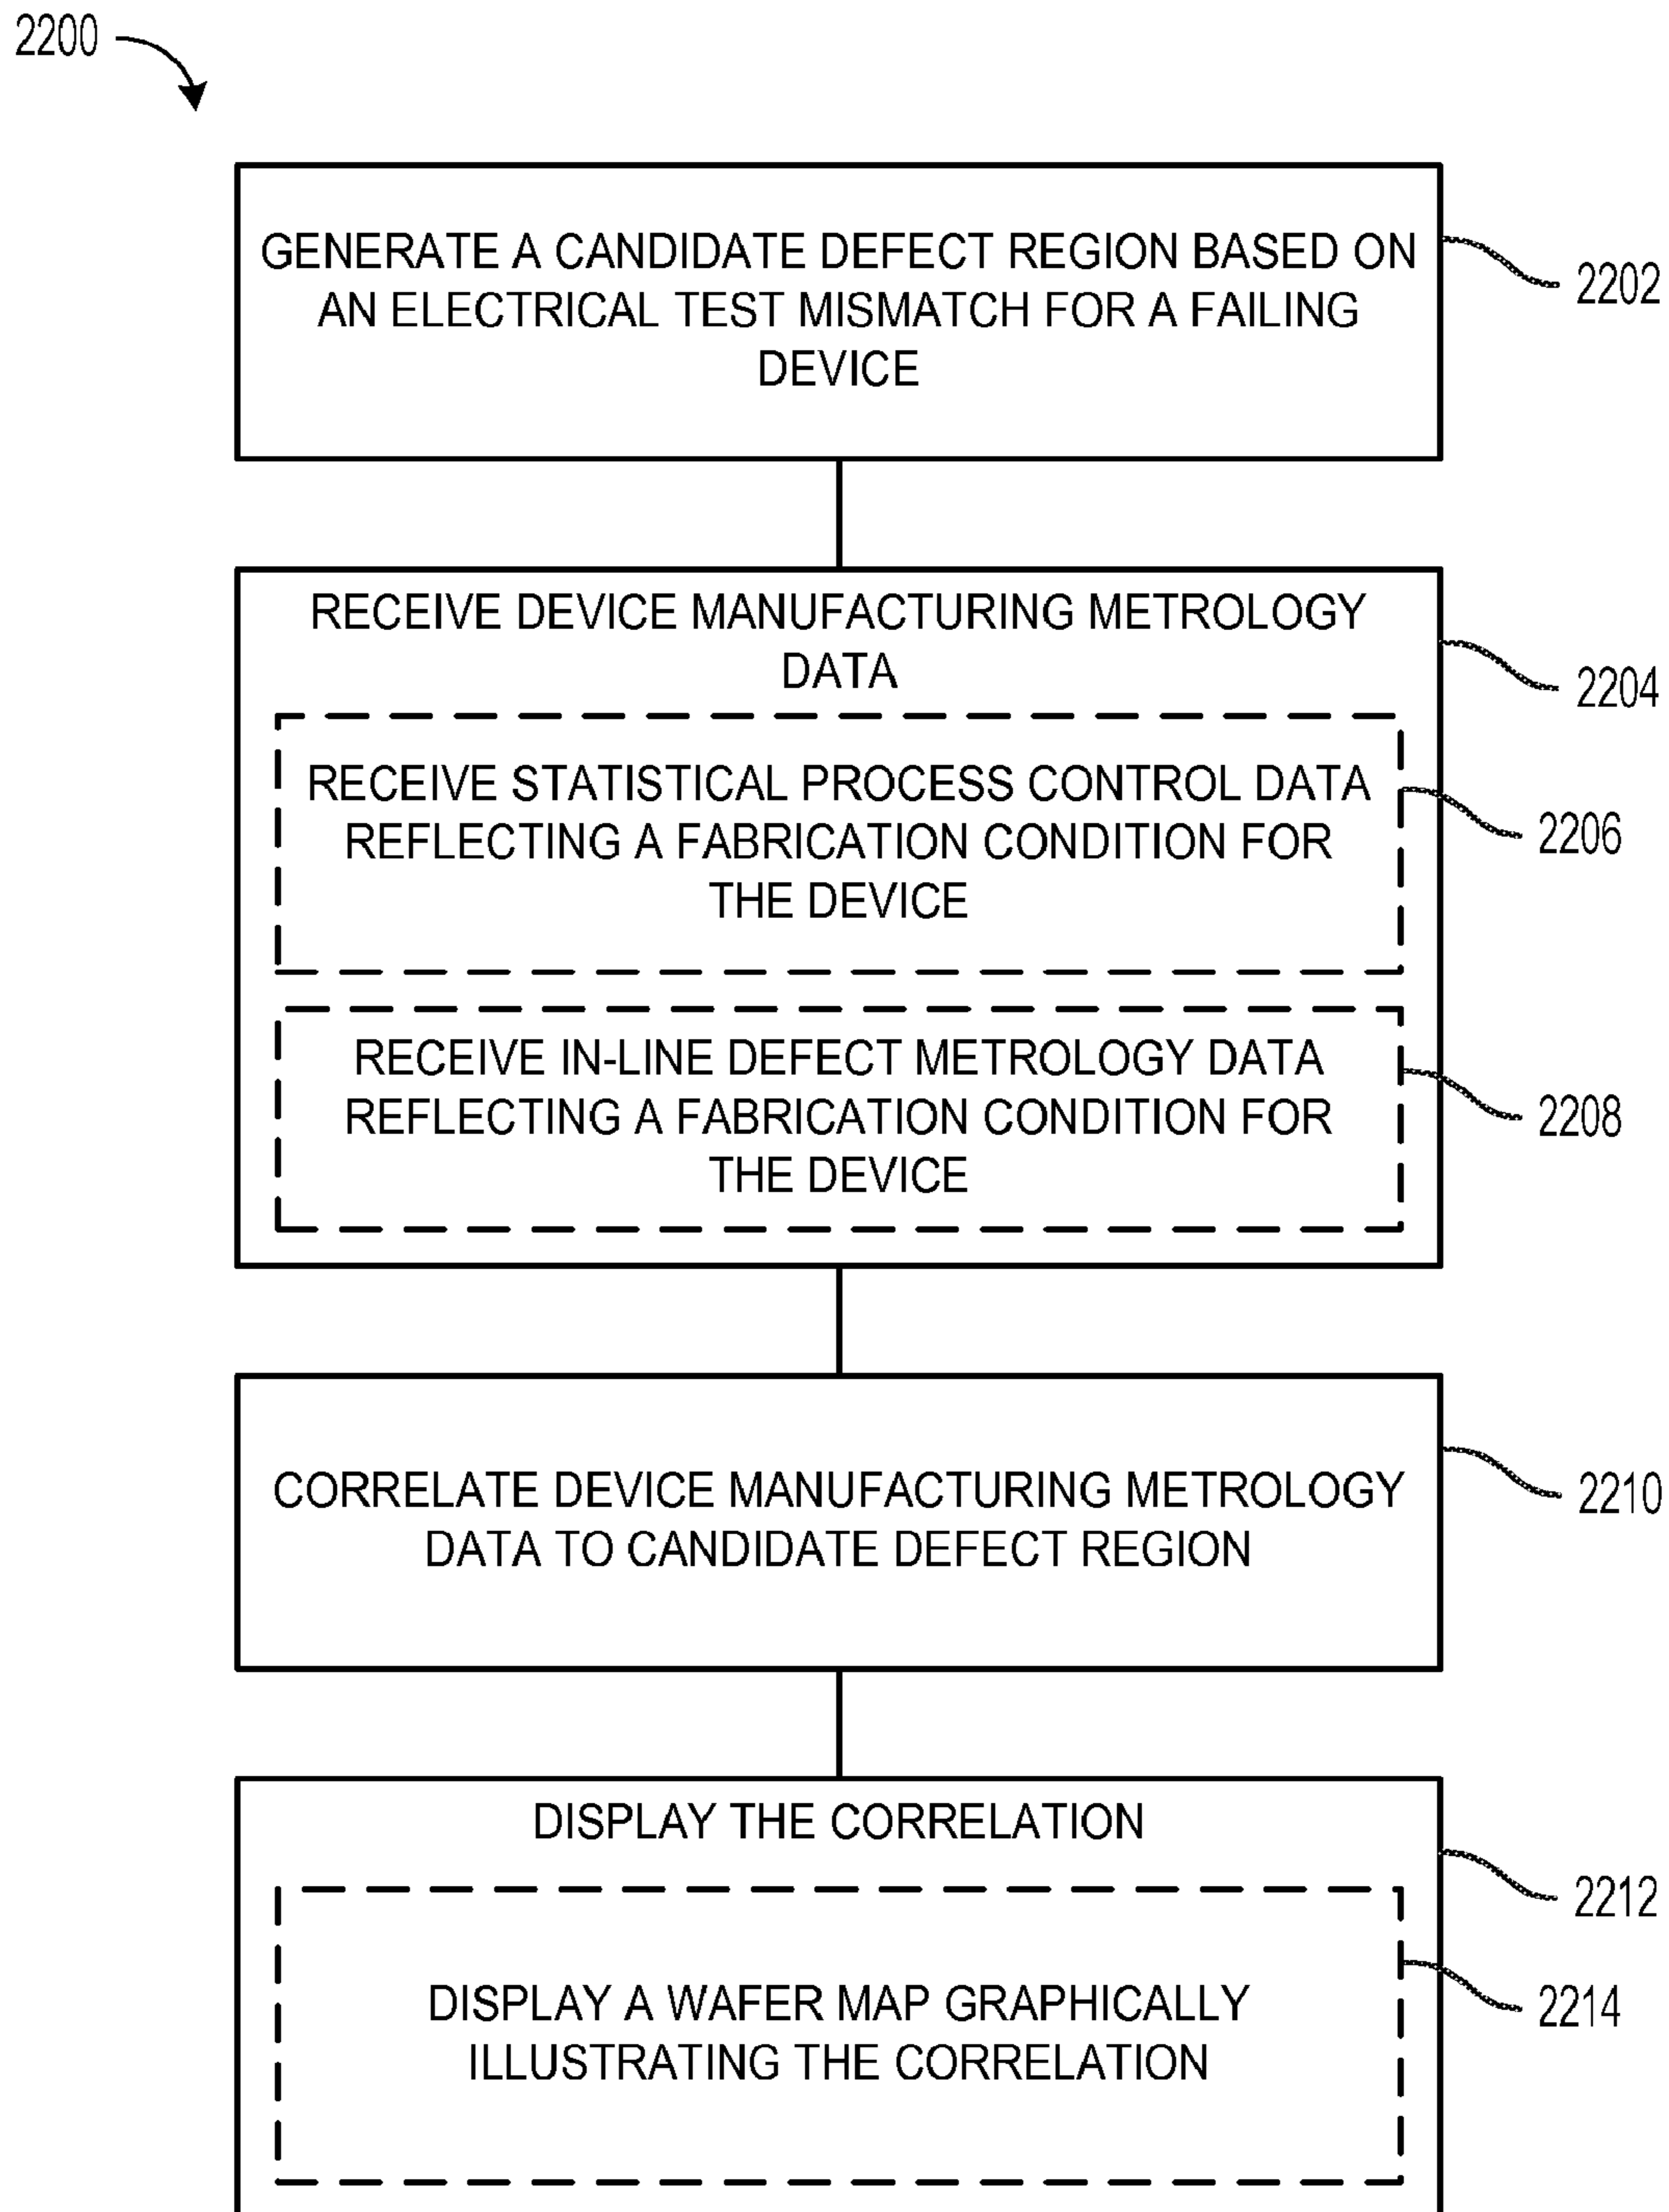 2200
GENERATE A CANDIDATE DEFECT REGION BASED ON
AN ELECTRICAL TEST MISMATCH FOR A FAILING
DEVICE
2202
RECEIVE DEVICE MANUFACTURING METROLOGY
DATA
2204
RECEIVE STATISTICAL PROCESS CONTROL DATA
REFLECTING A FABRICATION CONDITION FOR
THE DEVICE
2206
RECEIVE IN-LINE DEFECT METROLOGY DATA
REFLECTING A FABRICATION CONDITION FOR
THE DEVICE
2208
CORRELATE DEVICE MANUFACTURING METROLOGY
DATA TO CANDIDATE DEFECT REGION
2210
DISPLAY THE CORRELATION
2212
DISPLAY A WAFER MAP GRAPHICALLY
ILLUSTRATING THE CORRELATION
2214